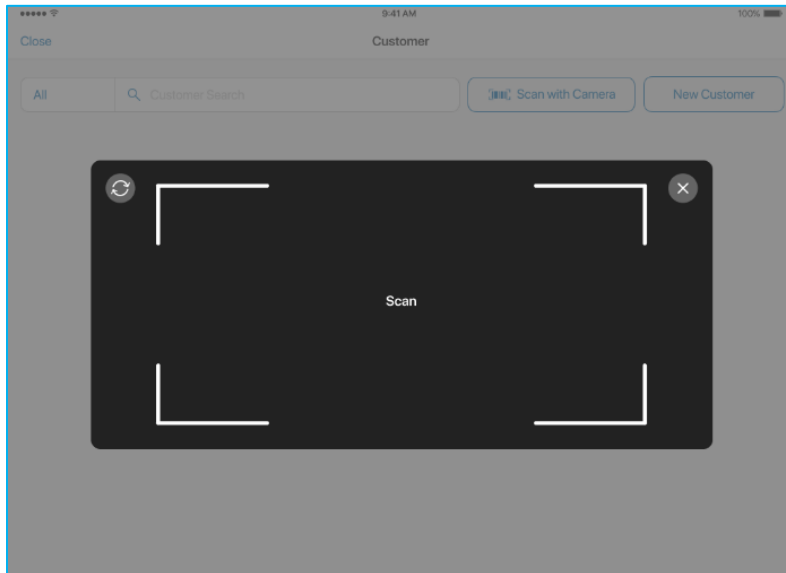 9:41 AM
100%
Close
Customer
All
Customer Search
Scan with Camera
New Customer
Scan